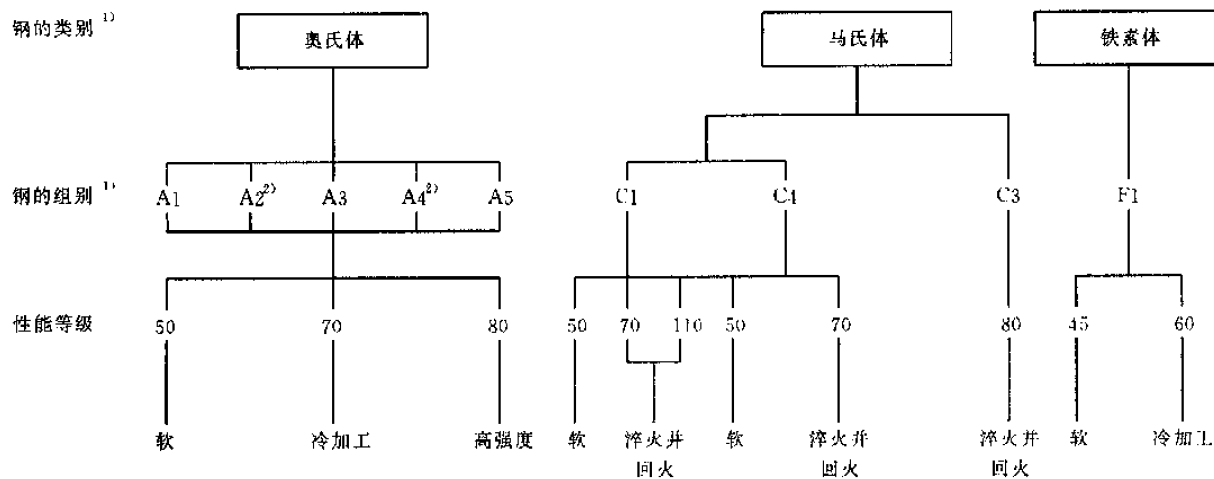 钢的类别 1) 奥氏体 马氏体 铁素体
钢的组别 1) A1 A2 2) A3 A4 2) A5 C1 C4 C3 F1
性能等级 50 70 80 50 70 110 50 70 80 45 60
软 冷加工 高强度 软 淬火并 软 淬火并 淬火并 软 冷加工
回火 回火 回火